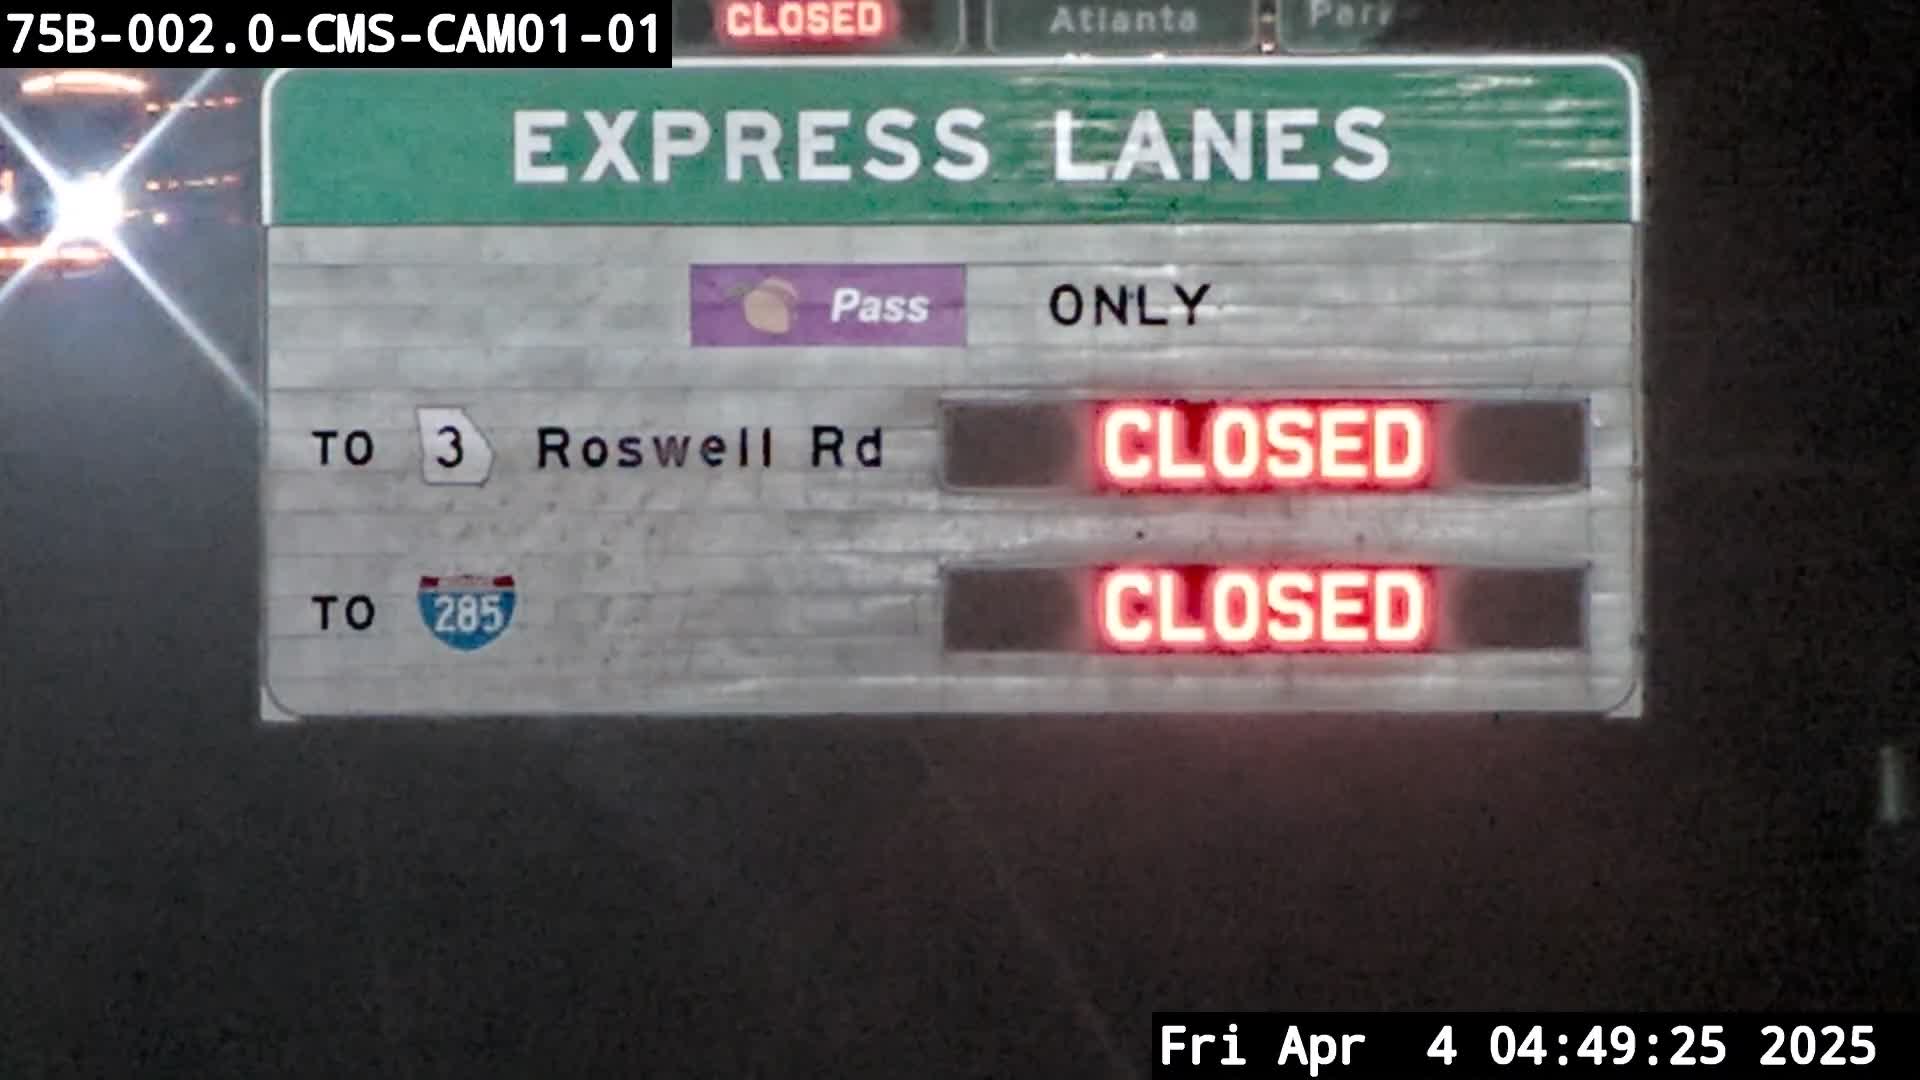 75B-002.0-CMS-CAM01-01
CLOSED
Atlanta
EXPRESS LANES
Pass ONLY
TO 3 Roswell Rd CLOSED
TO 285 CLOSED
Fri Apr 4 04:49:25 2025